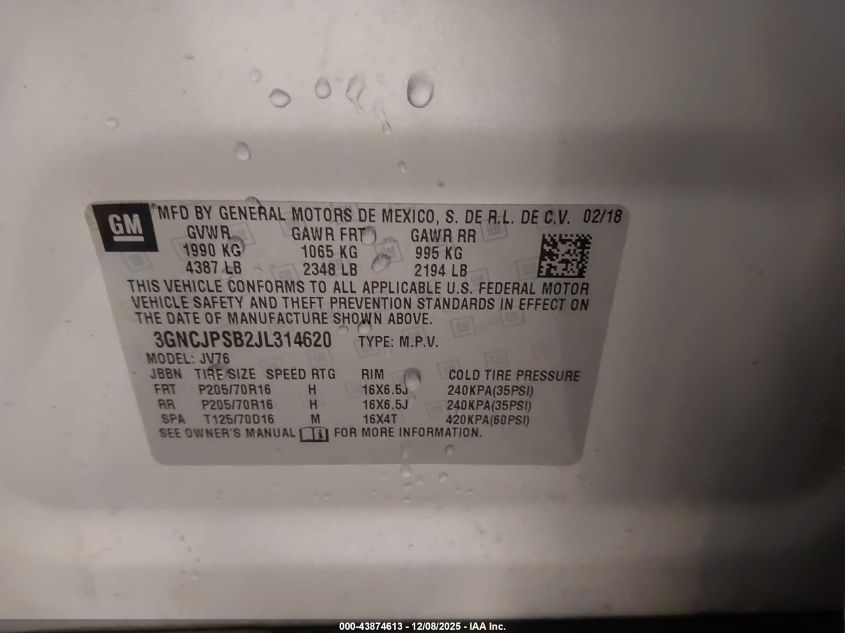 GM
MFD BY GENERAL MOTORS DE MEXICO, S. DE R.L. DE C.V. 02/18
GVWR GAWR FRT GAWR RR
1990 KG 1065 KG 995 KG
4387 LB 2348 LB 2194 LB
THIS VEHICLE CONFORMS TO ALL APPLICABLE U.S. FEDERAL MOTOR
VEHICLE SAFETY AND THEFT PREVENTION STANDARDS IN EFFECT ON
THE DATE OF MANUFACTURE SHOWN ABOVE.
3GNCJPSB2JL314620 TYPE: M.P.V.
MODEL: JV76
JBBN TIRE SIZE SPEED RTG RIM COLD TIRE PRESSURE
FRT P205/70R16 H 16X6.5J 240KPA(35PSI)
RR P205/70R16 H 16X6.5J 240KPA(35PSI)
SPA T125/70D16 M 16X4T 420KPA(60PSI)
SEE OWNER'S MANUAL FOR MORE INFORMATION.
000-43874613 - 12/08/2025 - IAA Inc.